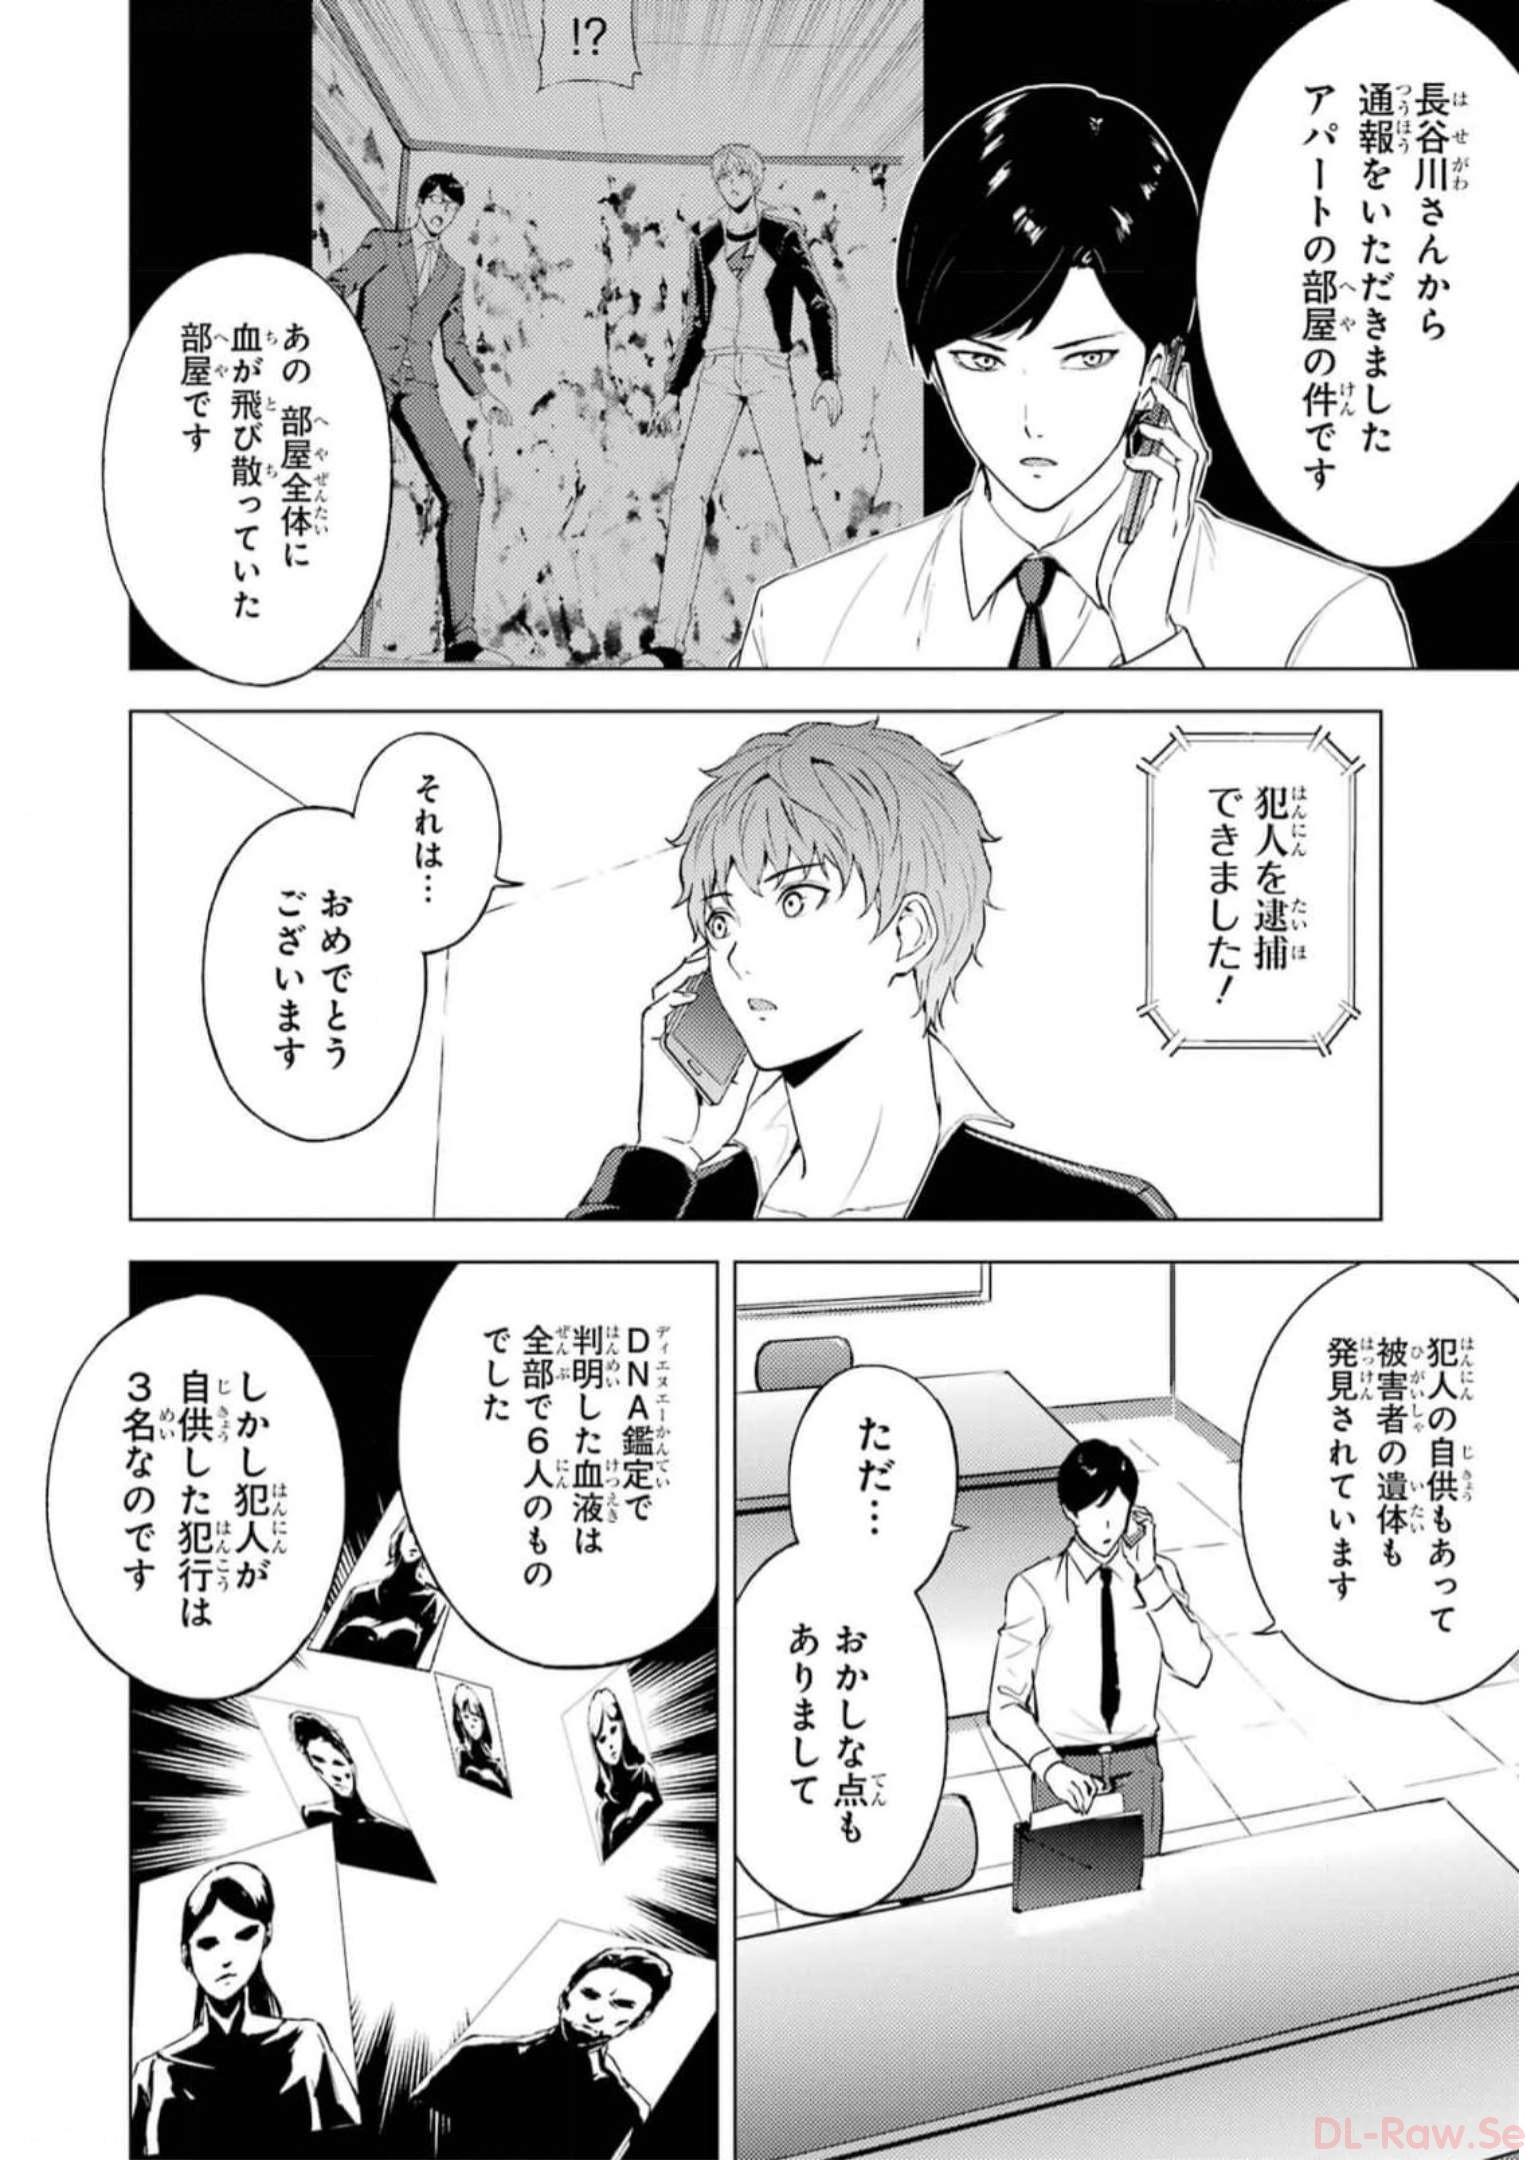 長谷川さんから
通報をいただきました
アパートの部屋の件です
!?
あの 部屋全体に
血が飛び散っていた
部屋です
犯人を逮捕
できました！
それは…
おめでとう
ございます
犯人の自供もあって
被害者の遺体も
発見されています
ただ…
おかしな点も
ありまして
DNA鑑定で
判明した血液は
全部で6人のもの
でした
しかし犯人が
自供した犯行は
3名なのです
DL-Raw.Se